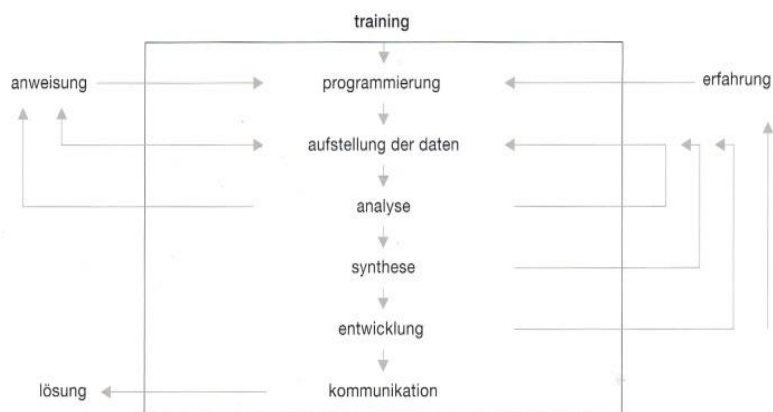 training
anweisung programmierung erfahrung
aufstellung der daten
analyse
synthese
entwicklung
lösung kommunikation